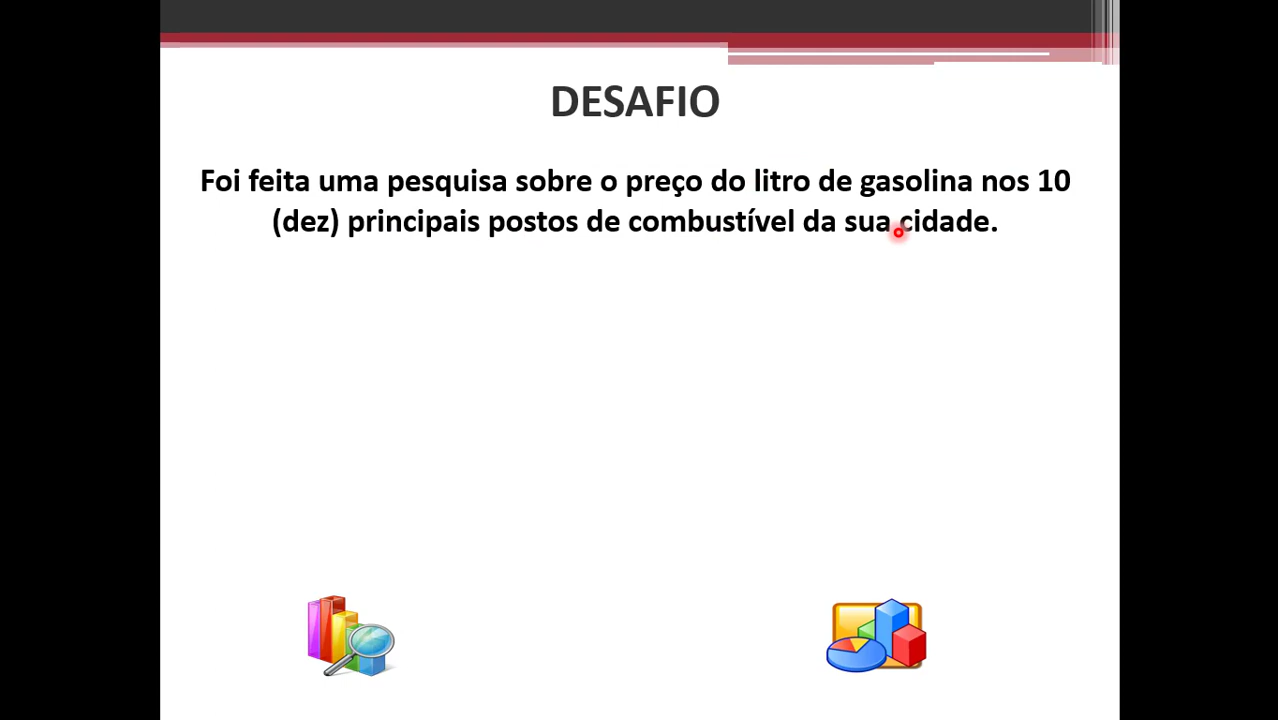 DESAFIO
Foi feita uma pesquisa sobre o preço do litro de gasolina nos 10
(dez) principais postos de combustível da sua cidade.